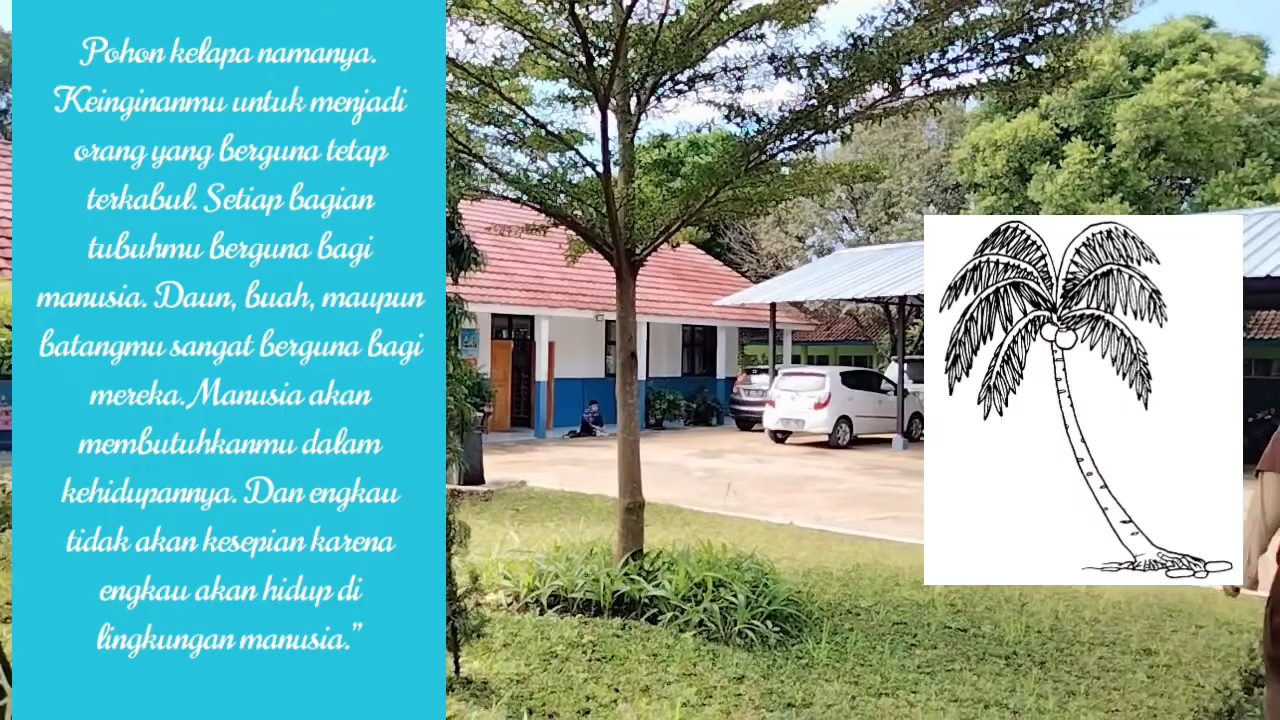 Pohon kelapa namanya.
Keinginanmu untuk menjadi
orang yang berguna tetap
terkabul. Setiap bagian
tubuhmu berguna bagi
manusia. Daun, buah, maupun
batangmu sangat berguna bagi
mereka. Manusia akan
membutuhkanmu dalam
kehidupannya. Dan engkau
tidak akan kesepian karena
engkau akan hidup di
lingkungan manusia.”